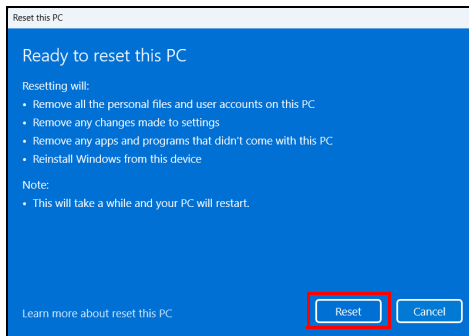 Reset this PC
Ready to reset this PC
Resetting will:
• Remove all the personal files and user accounts on this PC
• Remove any changes made to settings
• Remove any apps and programs that didn't come with this PC
• Reinstall Windows from this device
Note:
• This will take a while and your PC will restart.
Learn more about reset this PC
Reset
Cancel